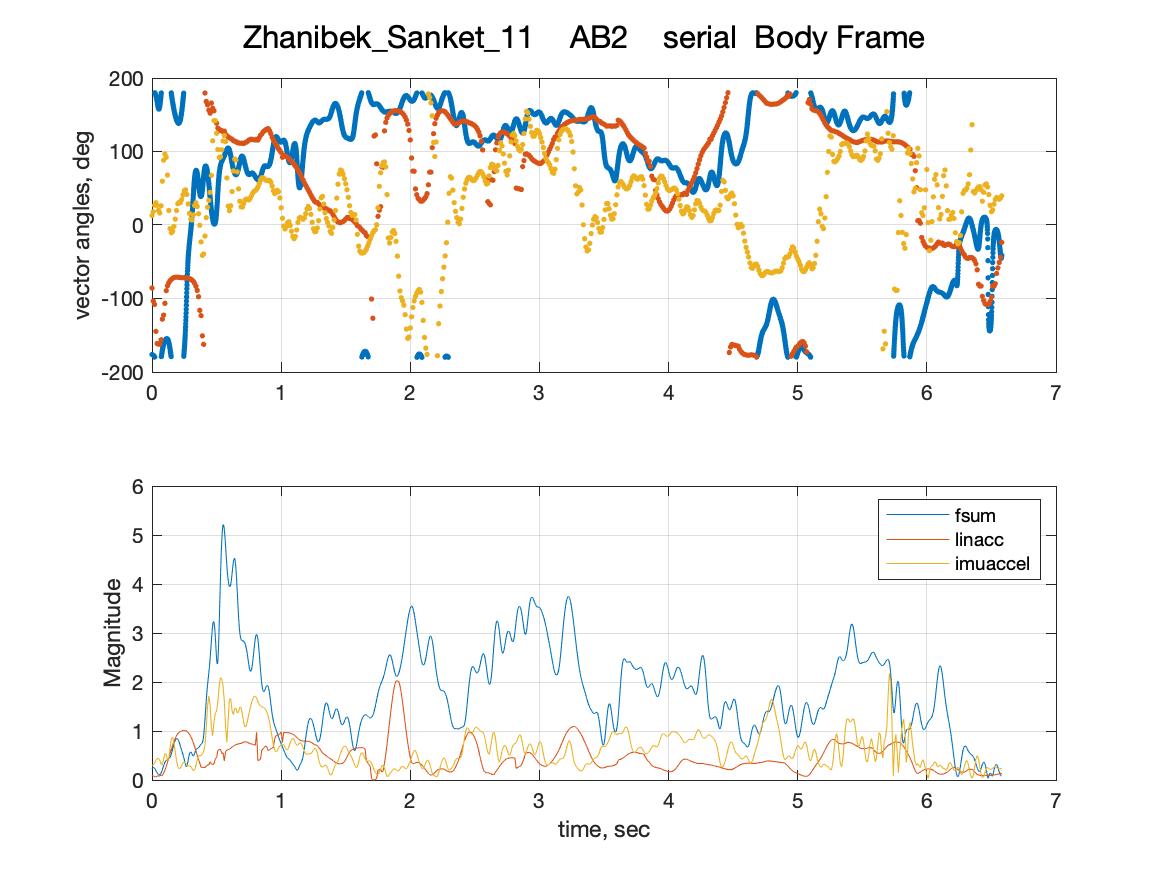 Zhanibek_Sanket_11 AB2 serial Body Frame
200
100
0
-100
-200
vector angles, deg
0 1 2 3 4 5 6 7
6
5
4
3
2
1
0
Magnitude
fsum
linacc
imuaccel
0 1 2 3 4 5 6 7
time, sec